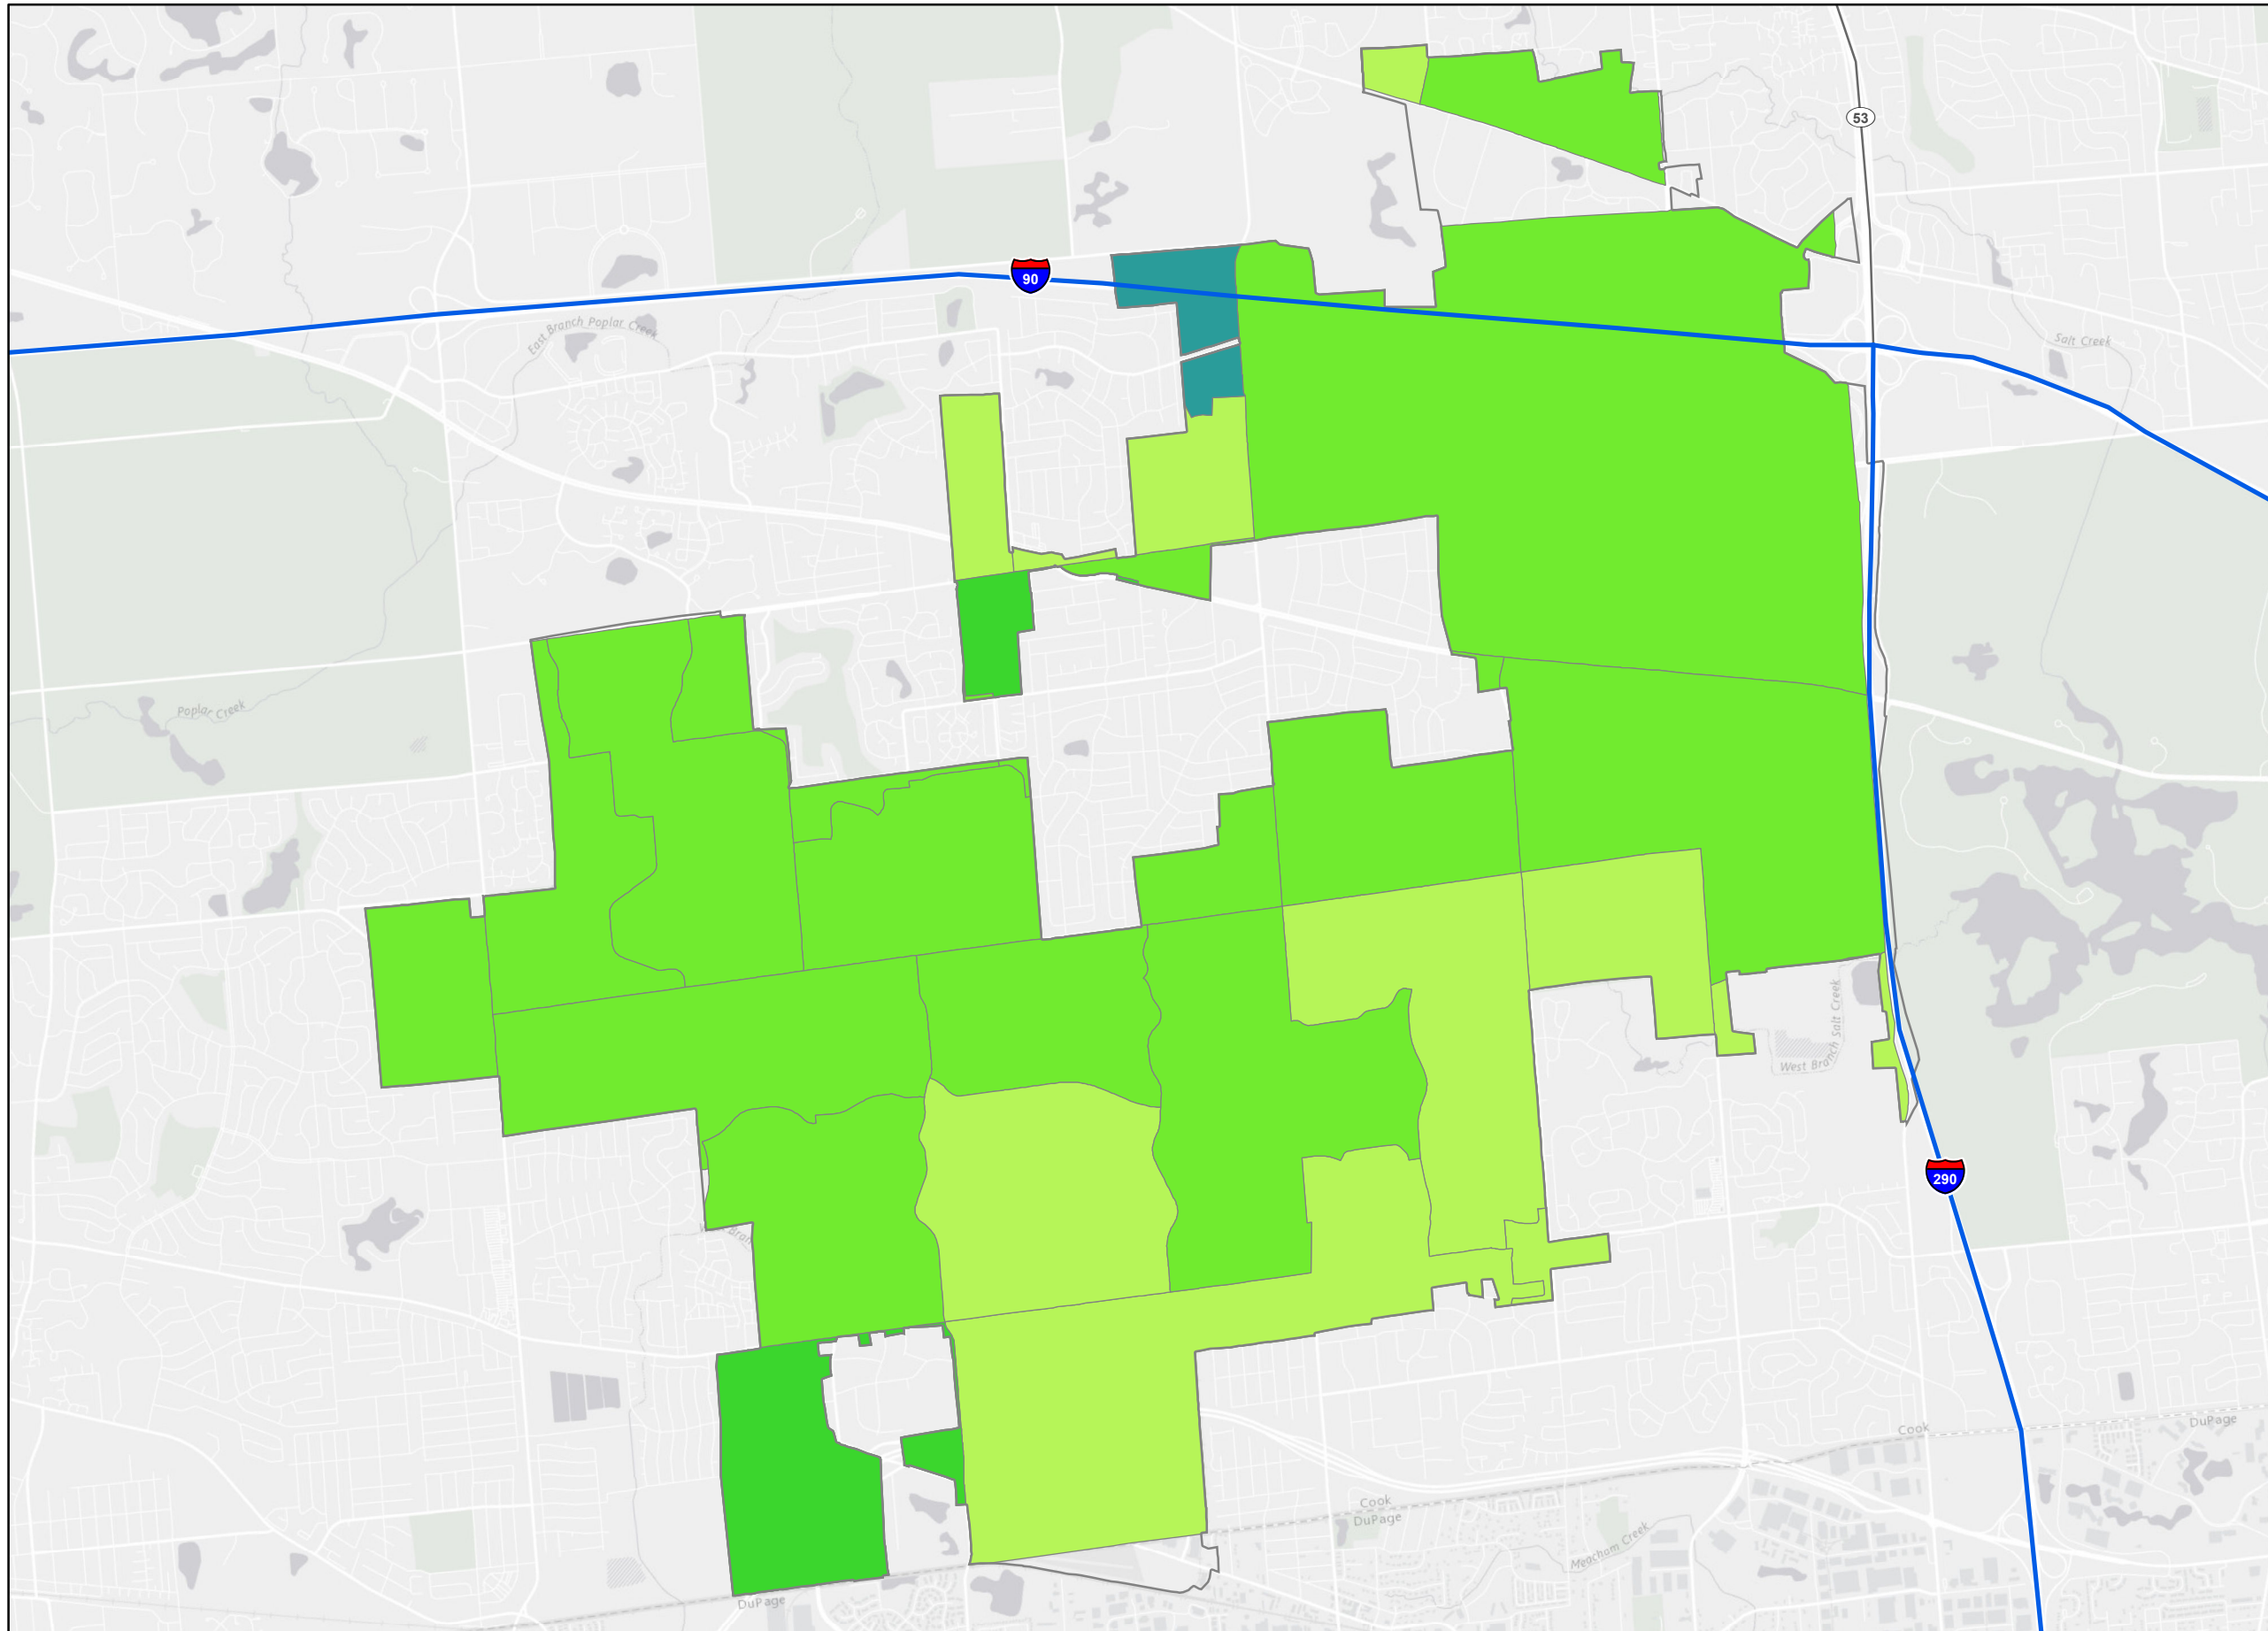 53
90
East Branch Poplar Creek
Salt Creek
Poplar Creek
West Branch Salt Creek
290
Cook
DuPage
Cook
DuPage
Meacham Creek
DuPage